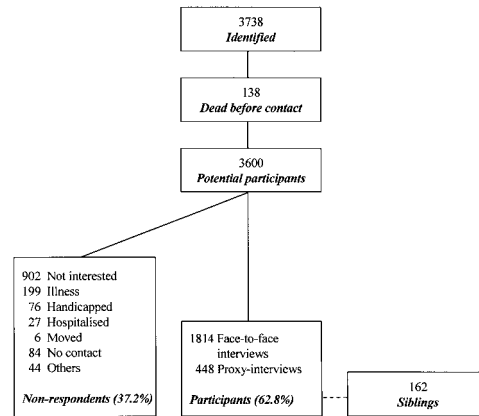 3738
Identified
138
Dead before contact
3600
Potential participants
902 Not interested
199 Illness
76 Handicapped
27 Hospitalised
6 Moved
84 No contact
44 Others
Non-respondents (37.2%)
1814 Face-to-face
interviews
448 Proxy-interviews
Participants (62.8%)
162
Siblings